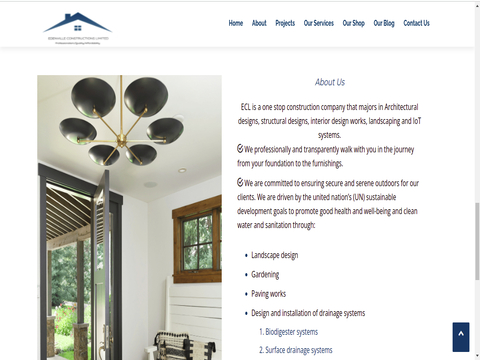 Home About Projects Our Services Our Shop Our Blog Contact Us
About Us
ECL is a one stop construction company that majors in Architectural
designs, structural designs, interior design works, landscaping and IoT
systems.
We professionally and transparently walk with you in the journey
from your foundation to the furnishings.
We are committed to ensuring secure and serene outdoors for our
clients. We are driven by the united nation's (UN) sustainable
development goals to promote good health and well-being and clean
water and sanitation through:
Landscape design
Gardening
Paving works
Design and installation of drainage systems
1. Biodigester systems
2. Surface drainage systems